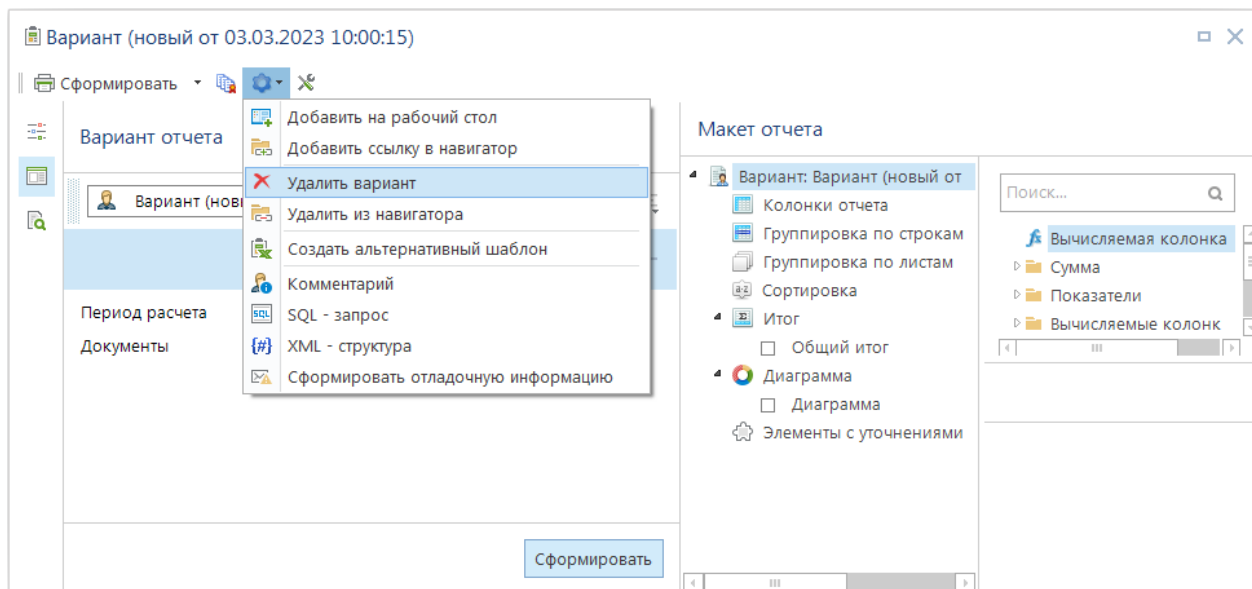 Вариант (новый от 03.03.2023 10:00:15)
Сформировать
Вариант отчета
Вариант (новы
Период расчета
Документы
Добавить на рабочий стол
Добавить ссылку в навигатор
Удалить вариант
Удалить из навигатора
Создать альтернативный шаблон
Комментарий
SQL - запрос
XML - структура
Сформировать отладочную информацию
Сформировать
Макет отчета
Вариант: Вариант (новый от
Колонки отчета
Группировка по строкам
Группировка по листам
Сортировка
Итог
Общий итог
Диаграмма
Диаграмма
Элементы с уточнениями
Поиск...
Вычисляемая колонка
Сумма
Показатели
Вычисляемые колонк